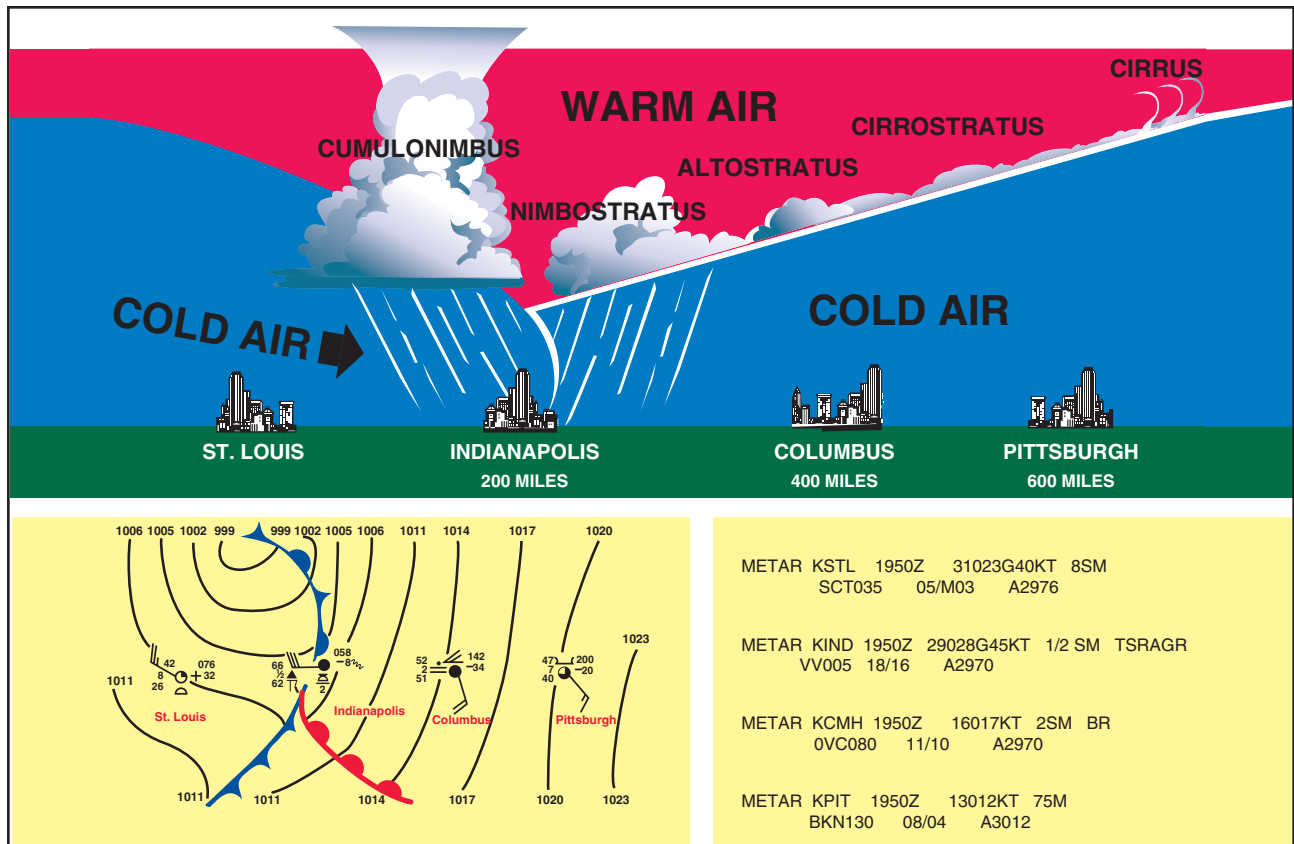 CIRRUS
WARM AIR
CIRROSTRATUS
CUMULONIMBUS
ALTOSTRATUS
NIMBOSTRATUS
COLD AIR
COLD AIR
ST. LOUIS
INDIANAPOLIS
COLUMBUS
PITTSBURGH
200 MILES
400 MILES
600 MILES
1006 1005 1002 999 999 1002 1005 1006 1011 1014 1017 1020
1023
42 076
8 32
26
St. Louis
1011
66 058
½ -8
62 2
Indianapolis
52 142
2 -34
51
Columbus
47 200
7 -20
40
Pittsburgh
1011 1011 1014 1017 1020 1023
METAR KSTL 1950Z 31023G40KT 8SM
SCT035 05/M03 A2976
METAR KIND 1950Z 29028G45KT 1/2 SM TSRAGR
VV005 18/16 A2970
METAR KCMH 1950Z 16017KT 2SM BR
0VC080 11/10 A2970
METAR KPIT 1950Z 13012KT 75M
BKN130 08/04 A3012